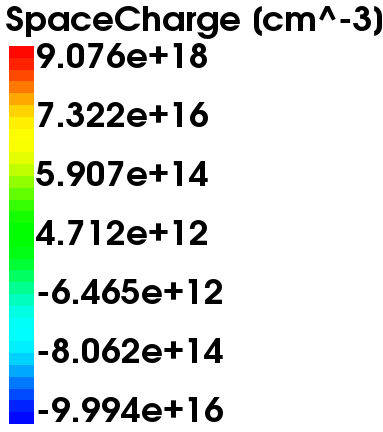 SpaceCharge (cm^-3)
9.076e+18
7.322e+16
5.907e+14
4.712e+12
-6.465e+12
-8.062e+14
-9.994e+16